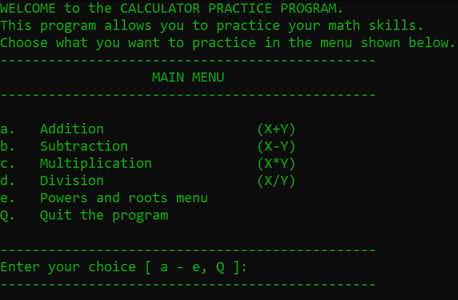 WELCOME to the CALCULATOR PRACTICE PROGRAM.
This program allows you to practice your math skills.
Choose what you want to practice in the menu shown below.
-----------------------------------------------
MAIN MENU
-----------------------------------------------
a. Addition (X+Y)
b. Subtraction (X-Y)
c. Multiplication (X*Y)
d. Division (X/Y)
e. Powers and roots menu
Q. Quit the program
-----------------------------------------------
Enter your choice [ a - e, Q ]:
-----------------------------------------------